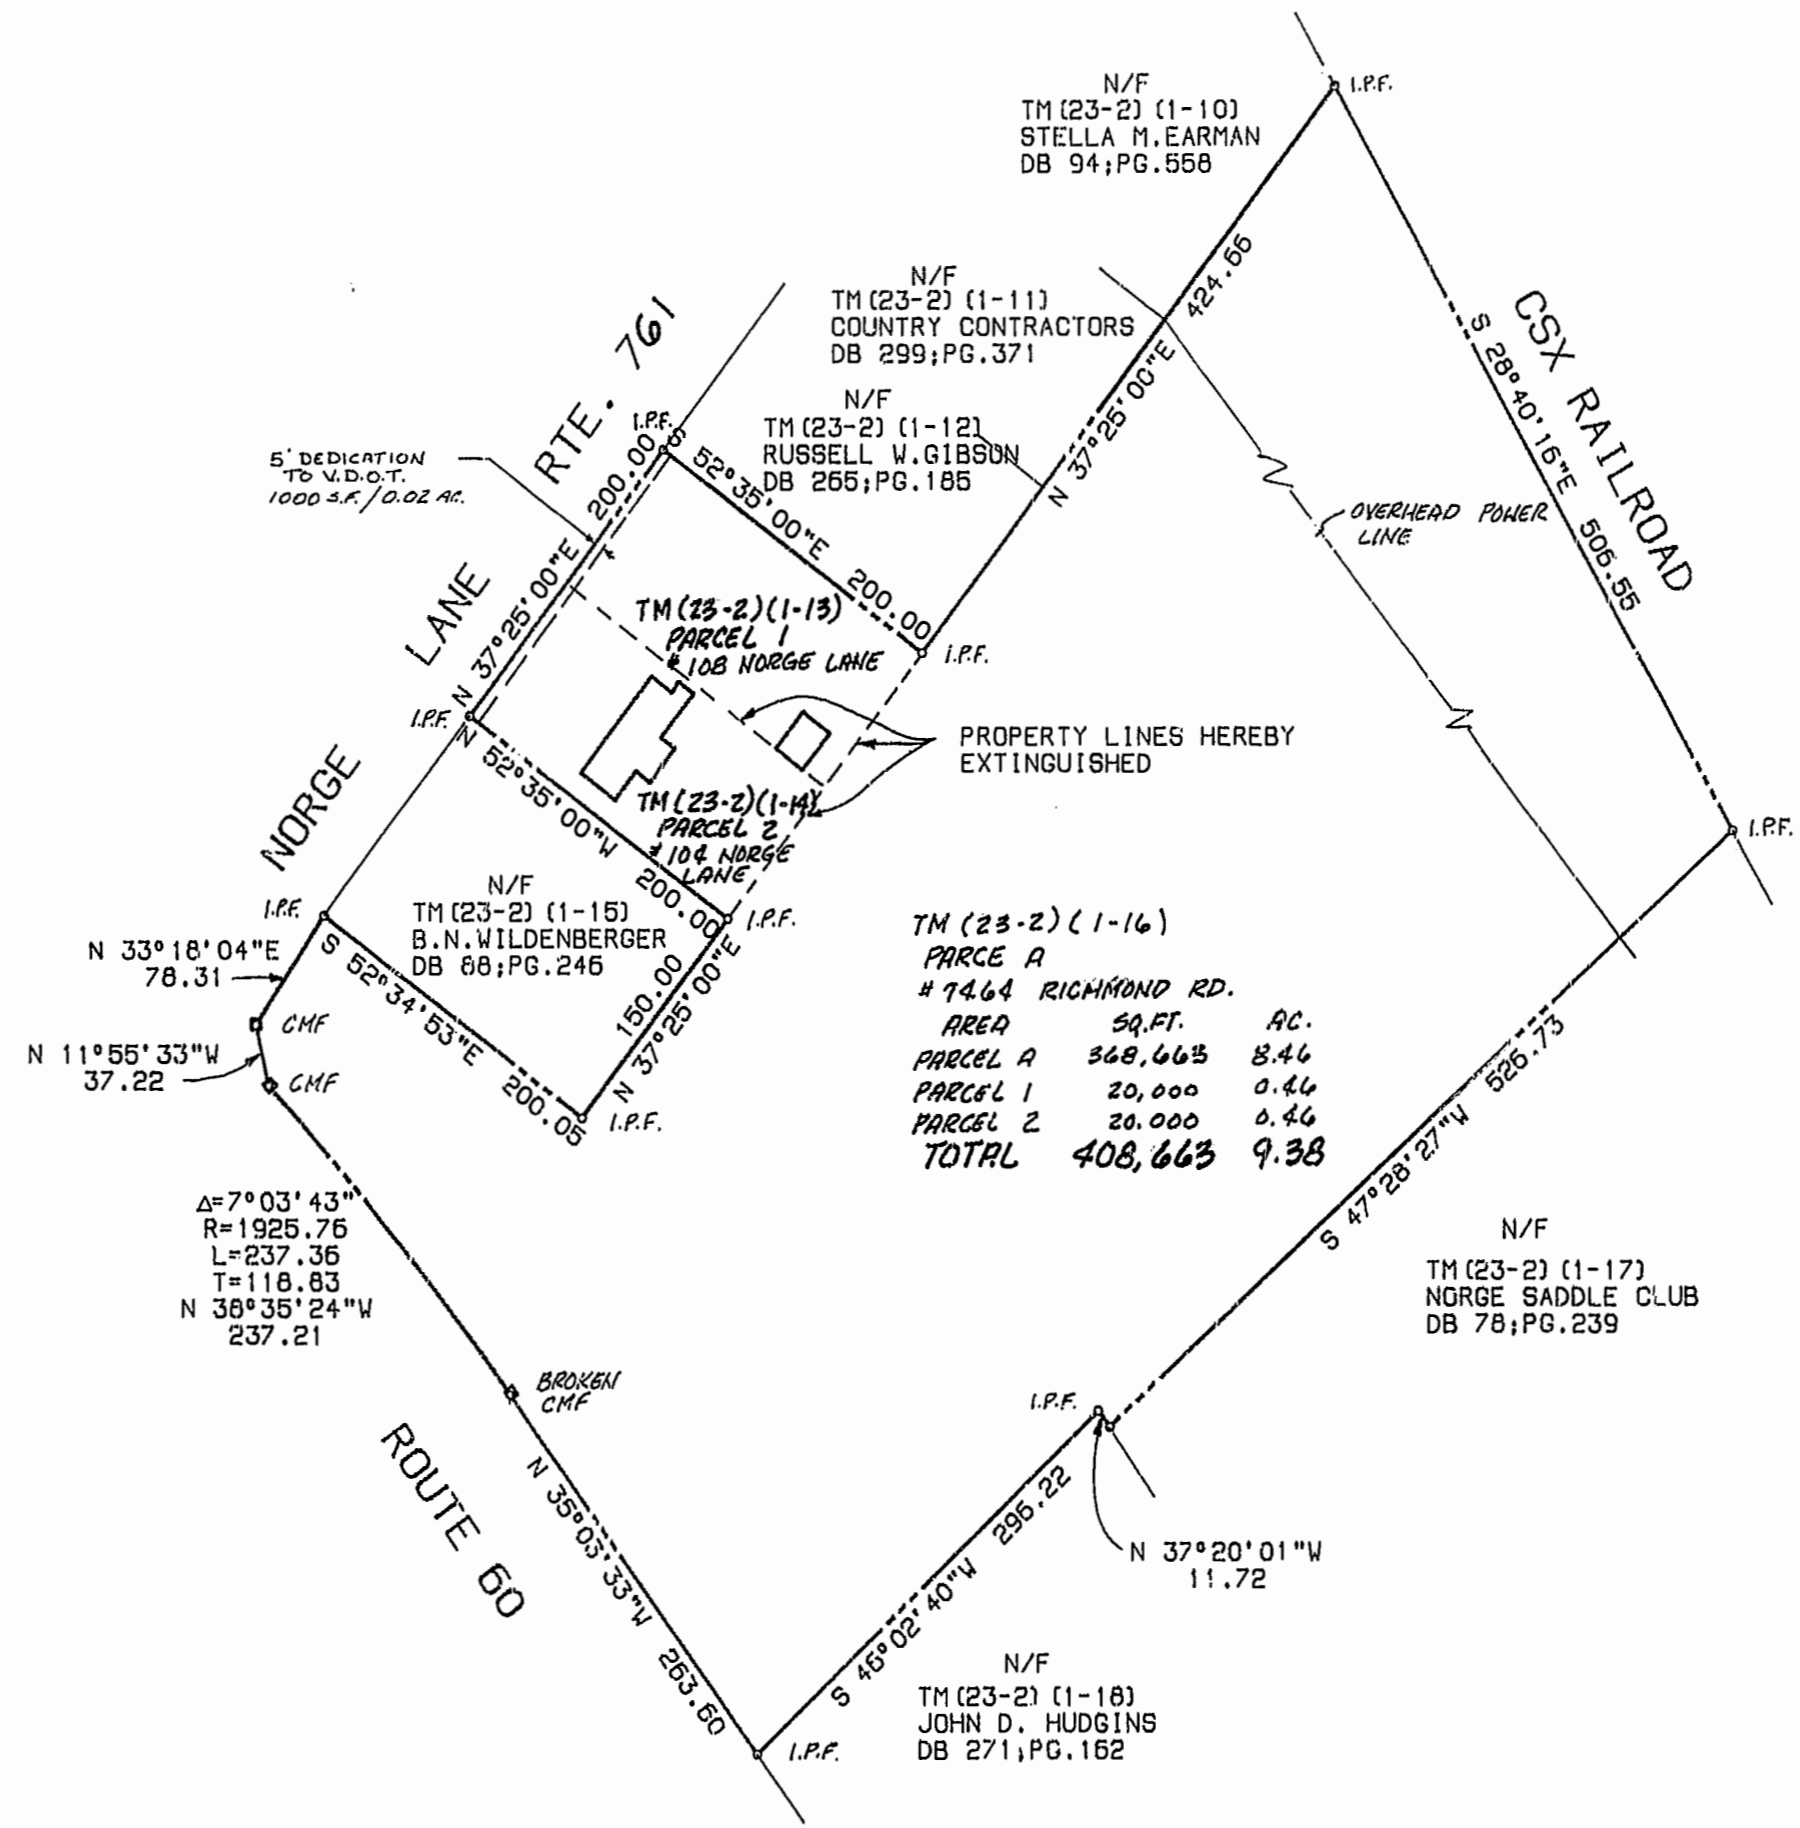 N/F
TM (23-2) (1-10)
STELLA M.EARMAN
DB 94;PG.558
I.P.F.
N/F
TM (23-2) (1-11)
COUNTRY CONTRACTORS
DB 299;PG.371
N/F
TM (23-2) (1-12)
RUSSELL W.GIBSON
DB 265;PG.185
N 37°25'00"E 424.66
S 28°40'16"E 506.55
CSX RAILROAD
OVERHEAD POWER
LINE
RTE. 761
5' DEDICATION
TO V.D.O.T.
1000 S.F./0.02 AC.
I.P.F.
S 52°35'00"E 200.00
N 37°25'00"E 200.00
NORGE LANE
I.P.F.
TM (23-2)(1-13)
PARCEL 1
# 108 NORGE LANE
I.P.F.
PROPERTY LINES HEREBY
EXTINGUISHED
N 52°35'00"W 200.00
TM (23-2)(1-14)
PARCEL 2
# 104 NORGE
LANE
I.P.F.
I.P.F.
I.P.F.
N/F
TM (23-2) (1-15)
B.N.WILDENBERGER
DB 88;PG.246
N 33°18'04"E
78.31
S 52°34'53"E 200.05
N 37°25'00"E
150.00
I.P.F.
CMF
N 11°55'33"W
37.22
CMF
TM (23-2) (1-16)
PARCE A
# 7464 RICHMOND RD.
AREA SQ.FT. AC.
PARCEL A 368,663 8.46
PARCEL 1 20,000 0.46
PARCEL 2 20.000 0.46
TOTAL 408,663 9.38
S 47°28'27"W 526.73
Δ=7°03'43"
R=1925.76
L=237.36
T=118.83
N 38°35'24"W
237.21
N/F
TM (23-2) (1-17)
NORGE SADDLE CLUB
DB 78;PG.239
BROKEN
CMF
I.P.F.
ROUTE 60
N 35°03'33"W 263.60
S 46°02'40"W 295.22
N 37°20'01"W
11.72
I.P.F.
N/F
TM (23-2) (1-18)
JOHN D. HUDGINS
DB 271;PG.162